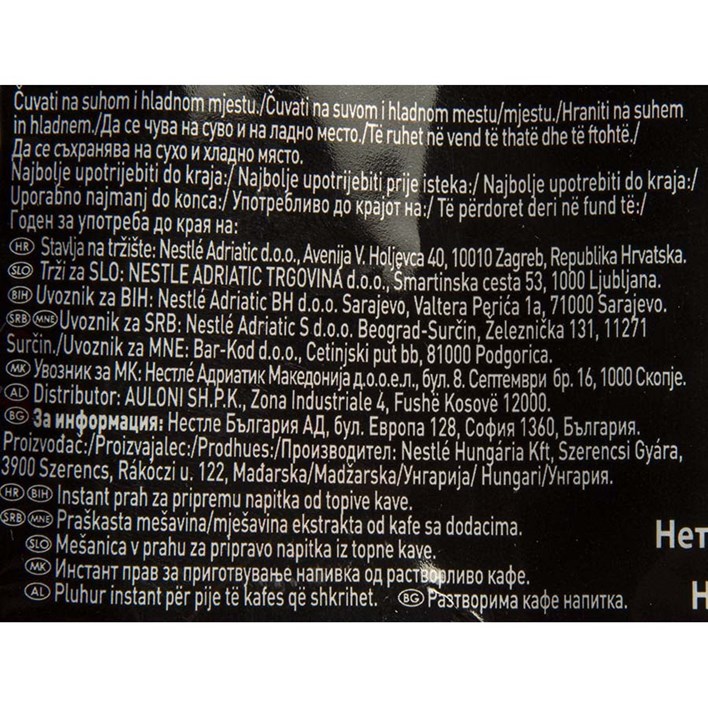 Čuvati na suhom i hladnom mjestu./Čuvati na suvom i hladnom mestu/mjestu./Hraniti na suhem
in hladnem./Да се чува на суво и на ладно место./Të ruhet në vend të thatë dhe të ftohtë./
Да се съхранява на сухо и хладно място.
Najbolje upotrijebiti do kraja:/ Najbolje upotrijebiti prije isteka:/ Najbolje upotrebiti do kraja:/
Uporabno najmanj do konca:/ Употребливо до крајот на:/ Të përdoret deri në fund të:/
Годен за употреба до края на:
HR Stavlja na tržište: Nestlé Adriatic d.o.o., Avenija V. Holjevca 40, 10010 Zagreb, Republika Hrvatska.
SLO Trži za SLO: NESTLE ADRIATIC TRGOVINA d.o.o., Šmartinska cesta 53, 1000 Ljubljana.
BIH Uvoznik za BIH: Nestlé Adriatic BH d.o.o. Sarajevo, Valtera Perića 1a, 71000 Sarajevo.
SRB MNE Uvoznik za SRB: Nestlé Adriatic S d.o.o. Beograd-Surčin, Železnička 131, 11271
Surčin./Uvoznik za MNE: Bar-Kod d.o.o., Cetinjski put bb, 81000 Podgorica.
MK Увозник за МК: Нестлé Адриатик Македонија д.о.о.е.л., бул. 8. Септември бр. 16, 1000 Скопје.
AL Distributor: AULONI SH.P.K., Zona Industriale 4, Fushë Kosovë 12000.
BG За информация: Нестле България АД, бул. Европа 128, София 1360, България.
Proizvođač:/Proizvajalec:/Prodhues:/Производител: Nestlé Hungária Kft, Szerencsi Gyára,
3900 Szerencs, Rákóczi u. 122, Mađarska/Madžarska/Унгарија/ Hungari/Унгария.
HR BIH Instant prah za pripremu napitka od topive kave.
SRB MNE Praškasta mešavina/mješavina ekstrakta od kafe sa dodacima.
SLO Mešanica v prahu za pripravo napitka iz topne kave.
MK Инстант прав за приготвување напивка од растворливо кафе.
AL Pluhur instant për pije të kafes që shkrihet. BG Разтворима кафе напитка.
Нет
Н